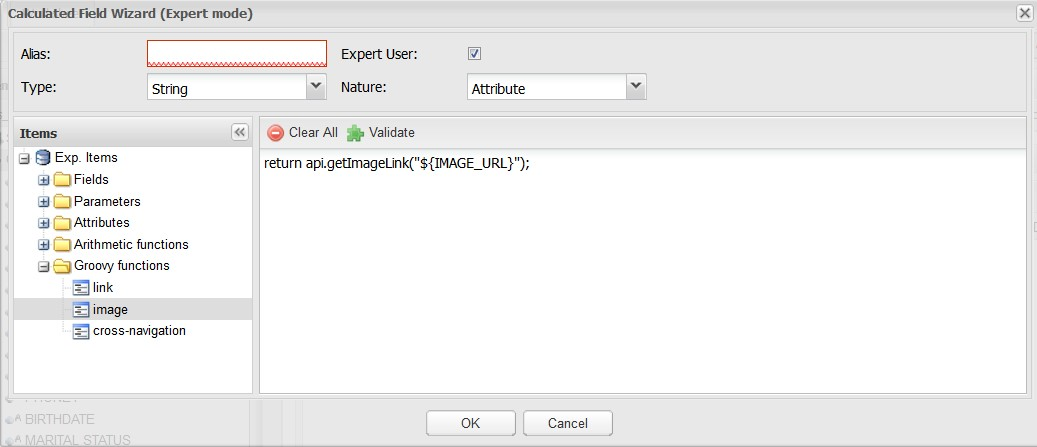 Calculated Field Wizard (Expert mode)
Alias:
Expert User:
Type:
String
Nature:
Attribute
Items
Clear All
Validate
Exp. Items
return api.getImageLink("${IMAGE_URL}");
Fields
Parameters
Attributes
Arithmetic functions
Groovy functions
link
image
cross-navigation
BIRTHDATE
MARITAL STATUS
OK
Cancel